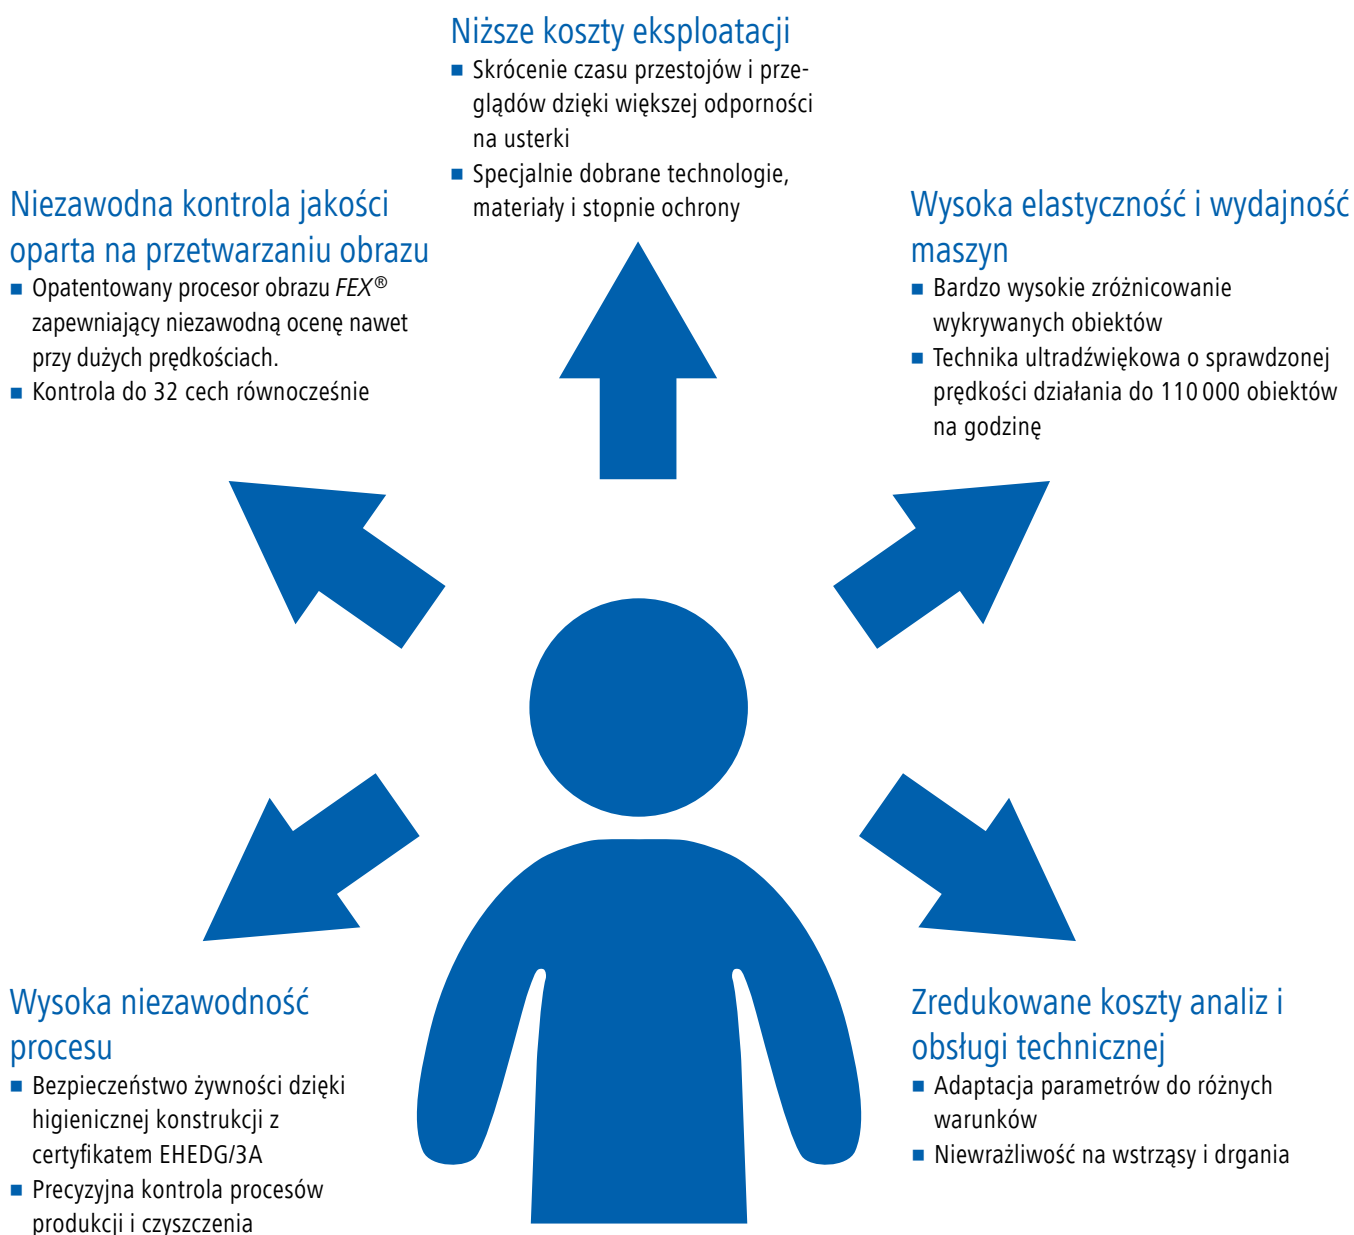 Niższe koszty eksploatacji
■ Skrócenie czasu przestojów i prze-
glądów dzięki większej odporności
na usterki
■ Specjalnie dobrane technologie,
materiały i stopnie ochrony
Niezawodna kontrola jakości
oparta na przetwarzaniu obrazu
■ Opatentowany procesor obrazu FEX®
zapewniający niezawodną ocenę nawet
przy dużych prędkościach.
■ Kontrola do 32 cech równocześnie
Wysoka elastyczność i wydajność
maszyn
■ Bardzo wysokie zróżnicowanie
wykrywanych obiektów
■ Technika ultradźwiękowa o sprawdzonej
prędkości działania do 110 000 obiektów
na godzinę
Wysoka niezawodność
procesu
■ Bezpieczeństwo żywności dzięki
higienicznej konstrukcji z
certyfikatem EHEDG/3A
■ Precyzyjna kontrola procesów
produkcji i czyszczenia
Zredukowane koszty analiz i
obsługi technicznej
■ Adaptacja parametrów do różnych
warunków
■ Niewrażliwość na wstrząsy i drgania